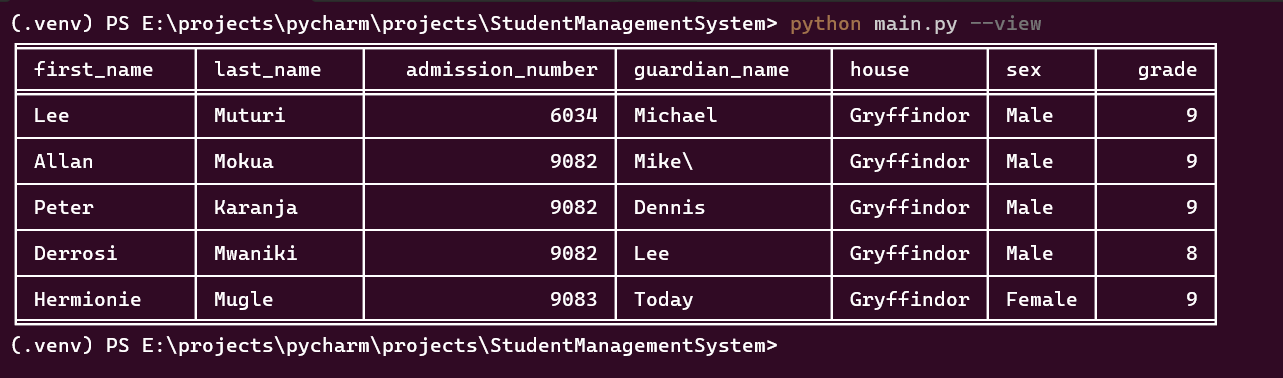 (.venv) PS E:\projects\pycharm\projects\StudentManagementSystem> python main.py --view
first_name last_name admission_number guardian_name house sex grade
Lee Muturi 6034 Michael Gryffindor Male 9
Allan Mokua 9082 Mike\ Gryffindor Male 9
Peter Karanja 9082 Dennis Gryffindor Male 9
Derrosi Mwaniki 9082 Lee Gryffindor Male 8
Hermionie Mugle 9083 Today Gryffindor Female 9
(.venv) PS E:\projects\pycharm\projects\StudentManagementSystem>